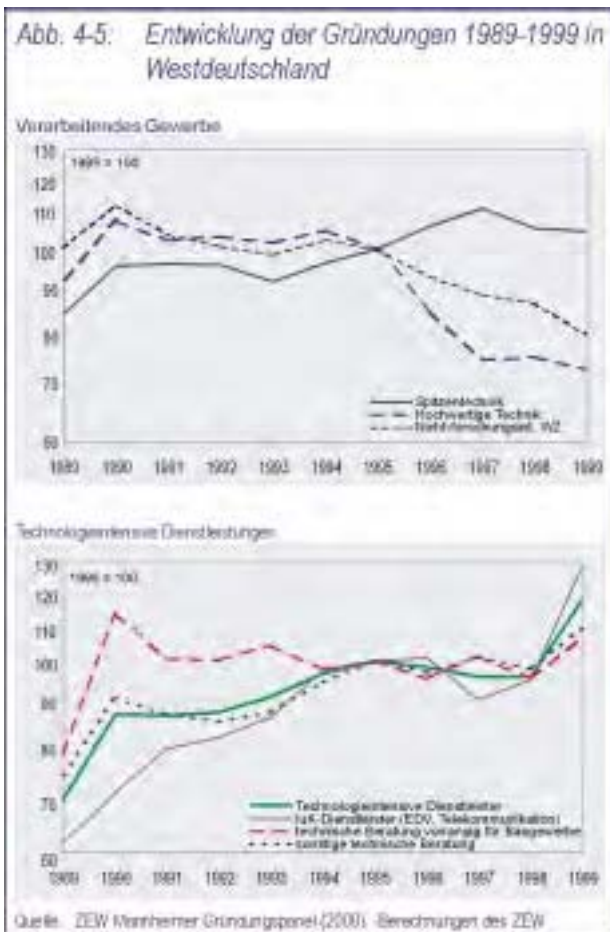 Abb. 4-5: Entwicklung der Gründungen 1989-1999 in
Westdeutschland
Verarbeitendes Gewerbe
130
1995 = 100
120
110
100
80
1989 1990 1991 1992 1993 1994 1995 1996 1997 1998 1999
Spitzentechnik
Hochwertige Technik
Technologieintensive Dienstleistungen
130
1995 = 100
120
110
100
90
80
70
60
1989 1990 1991 1992 1993 1994 1995 1996 1997 1998 1999
Technologieintensive Dienstleister
IuK-Dienstleister (EDV, Telekommunikation)
technische Beratung vorrangig für Baugewerbe
sonstige technische Beratung
Quelle: ZEW Mannheimer Gründungspanel (2000), Berechnungen des ZEW